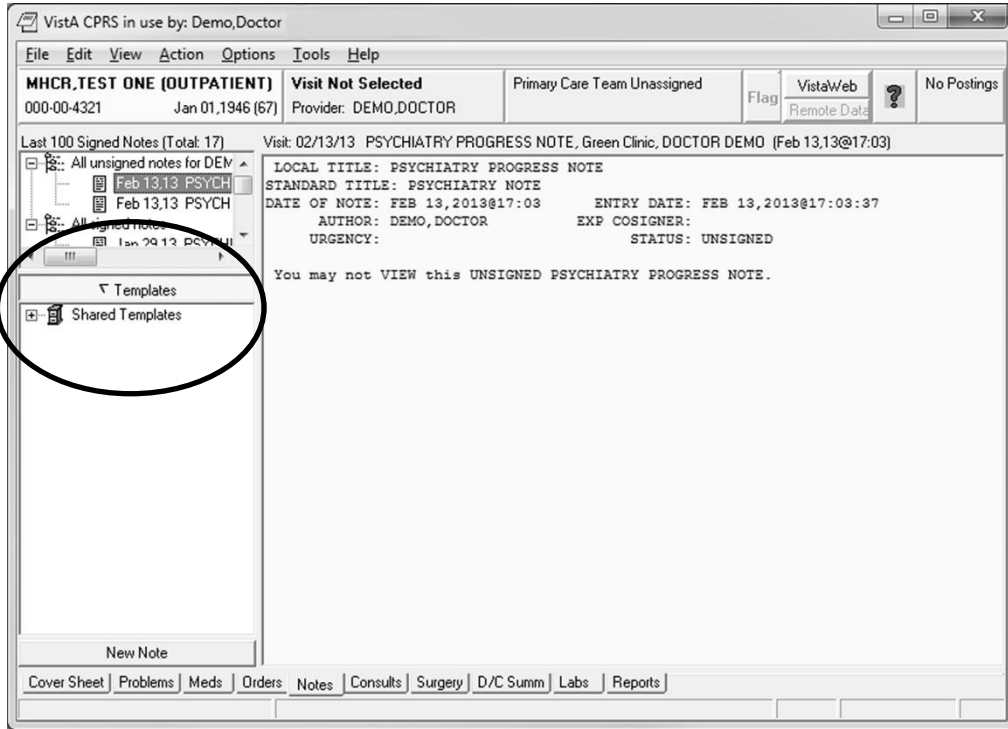 VistA CPRS in use by: Demo,Doctor
File Edit View Action Options Tools Help
MHCR,TEST ONE (OUTPATIENT) Visit Not Selected Primary Care Team Unassigned Flag VistaWeb ? No Postings
000-00-4321 Jan 01,1946 (67) Provider: DEMO,DOCTOR Remote Data
Last 100 Signed Notes (Total: 17) Visit: 02/13/13 PSYCHIATRY PROGRESS NOTE, Green Clinic, DOCTOR DEMO (Feb 13,13@17:03)
All unsigned notes for DEM
Feb 13,13 PSYCH
Feb 13,13 PSYCH
All signed notes
Jan 29,13 PSYCHI
LOCAL TITLE: PSYCHIATRY PROGRESS NOTE
STANDARD TITLE: PSYCHIATRY NOTE
DATE OF NOTE: FEB 13,2013@17:03 ENTRY DATE: FEB 13,2013@17:03:37
AUTHOR: DEMO,DOCTOR EXP COSIGNER:
URGENCY: STATUS: UNSIGNED
You may not VIEW this UNSIGNED PSYCHIATRY PROGRESS NOTE.
Templates
Shared Templates
New Note
Cover Sheet Problems Meds Orders Notes Consults Surgery D/C Summ Labs Reports